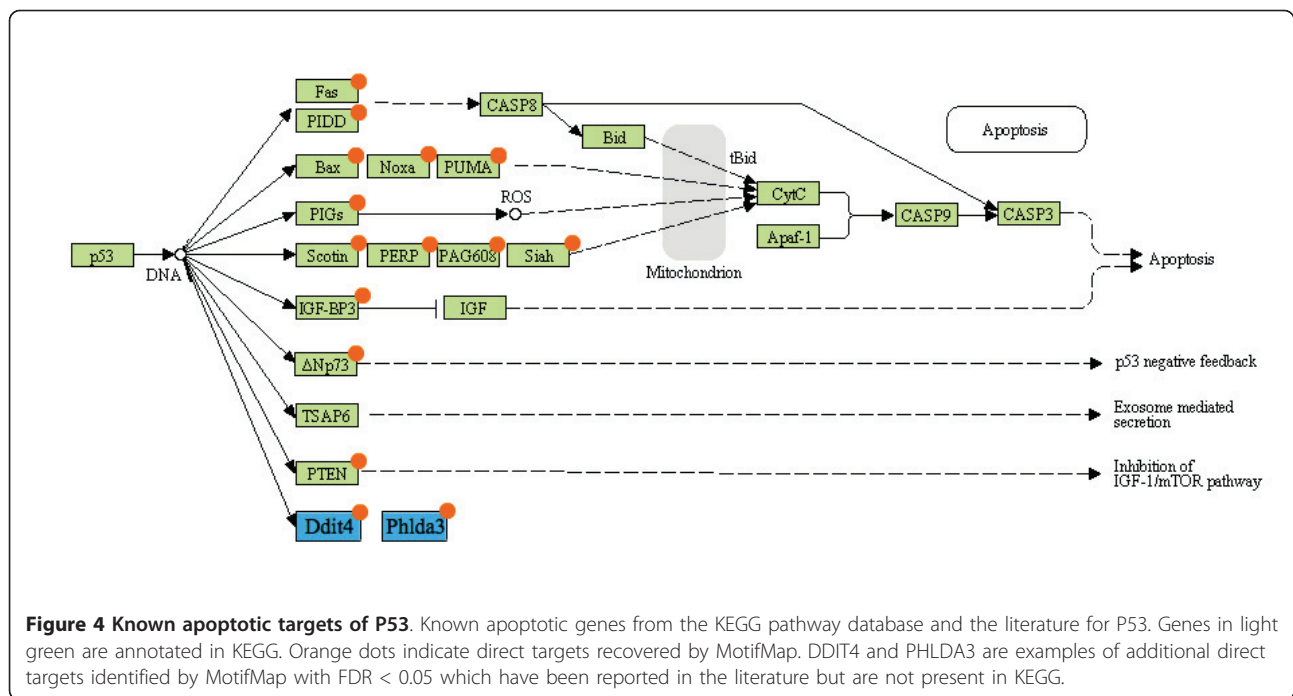 Fas
PIDD
CASP8
Bid
Apoptosis
Bax Noxa PUMA
tBid
PIGs
ROS
CytC
CASP9
CASP3
p53
DNA
Scotin PERP PAG608 Siah
Apaf-1
Mitochondrion
Apoptosis
IGF-BP3
IGF
ΔNp73
p53 negative feedback
TSAP6
Exosome mediated
secretion
PTEN
Inhibition of
IGF-1/mTOR pathway
Ddit4 Phlda3
Figure 4 Known apoptotic targets of P53. Known apoptotic genes from the KEGG pathway database and the literature for P53. Genes in light
green are annotated in KEGG. Orange dots indicate direct targets recovered by MotifMap. DDIT4 and PHLDA3 are examples of additional direct
targets identified by MotifMap with FDR < 0.05 which have been reported in the literature but are not present in KEGG.